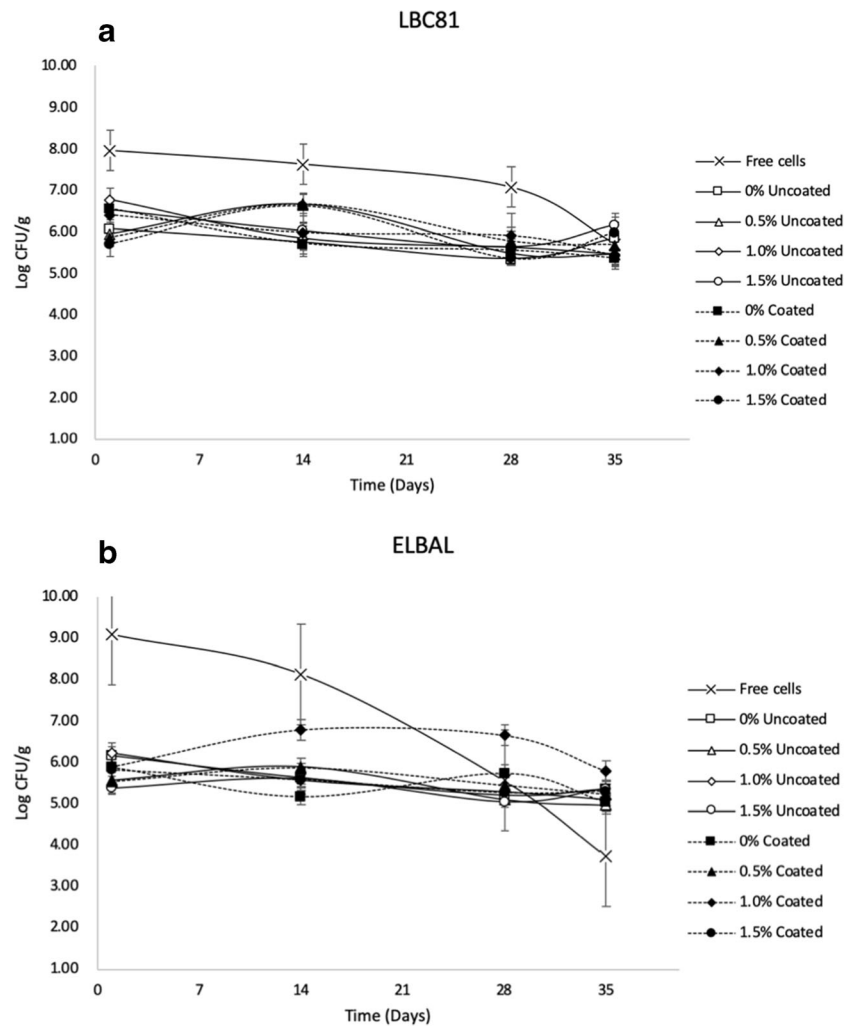 a
LBC81
10.00
9.00
8.00
7.00
6.00
5.00
4.00
3.00
2.00
1.00
Log CFU/g
0 7 14 21 28 35
Time (Days)
Free cells
0% Uncoated
0.5% Uncoated
1.0% Uncoated
1.5% Uncoated
0% Coated
0.5% Coated
1.0% Coated
1.5% Coated
b
ELBAL
10.00
9.00
8.00
7.00
6.00
5.00
4.00
3.00
2.00
1.00
Log CFU/g
0 7 14 21 28 35
Time (Days)
Free cells
0% Uncoated
0.5% Uncoated
1.0% Uncoated
1.5% Uncoated
0% Coated
0.5% Coated
1.0% Coated
1.5% Coated